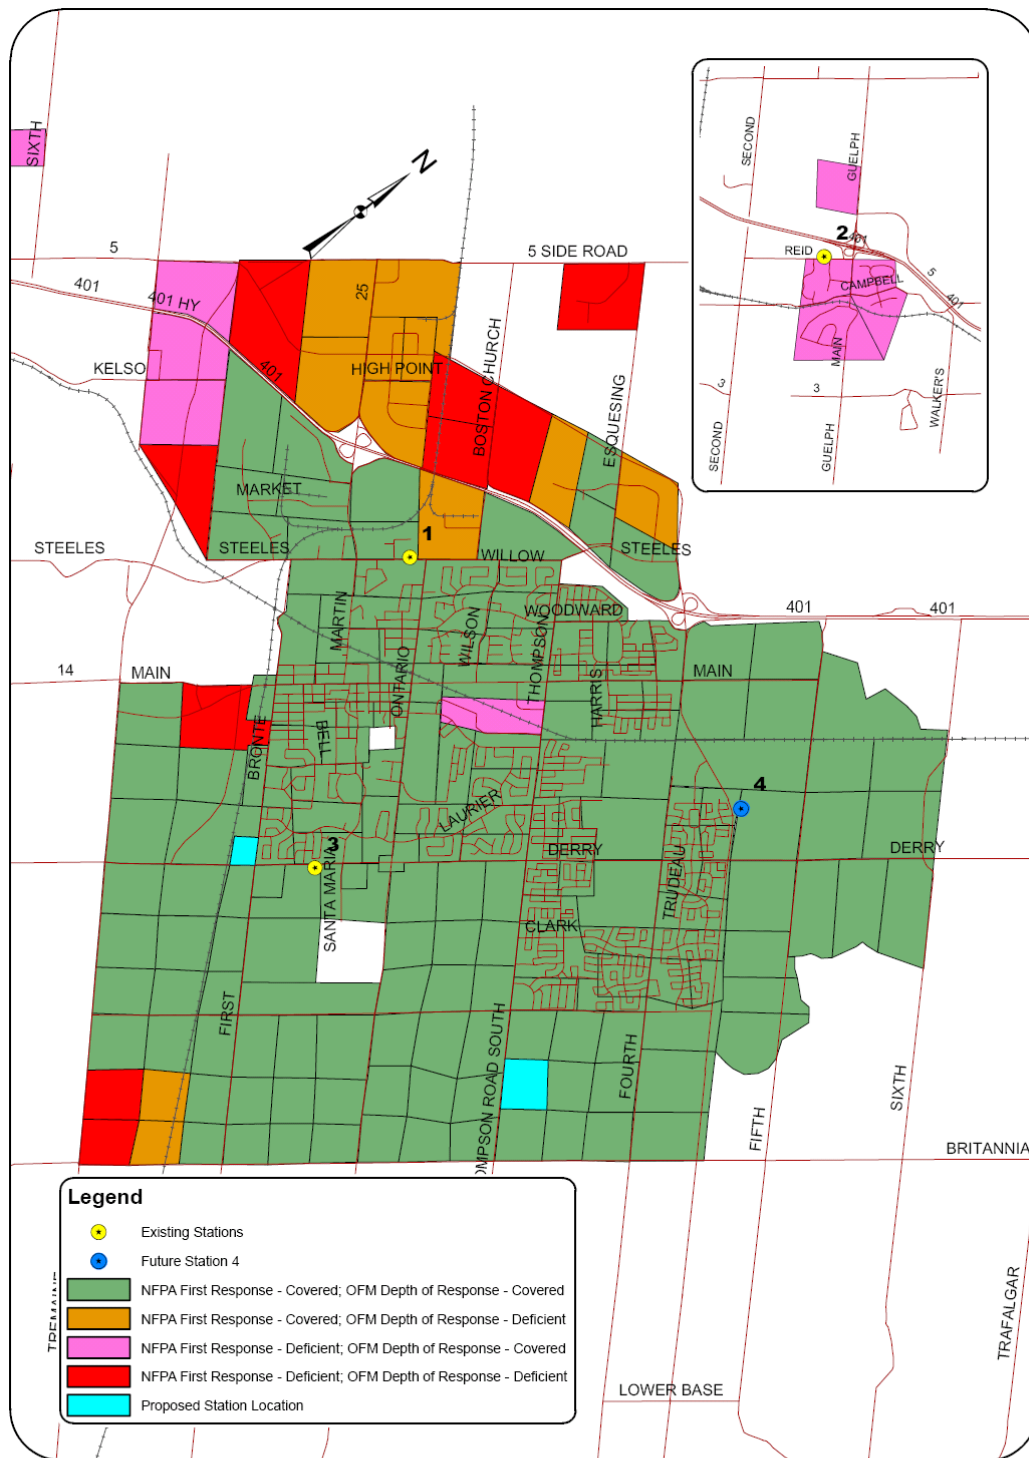 SIXTH
N
5
5 SIDE ROAD
25
401
401 HY
KELSO
401
HIGH POINT
BOSTON CHURCH
ESQUESING
MARKET
1
STEELES
STEELES
WILLOW
STEELES
MARTIN
WILSON
WOODWARD
THOMPSON
401
401
14
MAIN
ONTARIO
HARRIS
MAIN
BRONTE
BELL
4
LAURIER
3
SANTA MARIA
DERRY
TRUDEAU
DERRY
CLARK
FIRST
OMPSON ROAD SOUTH
FOURTH
FIFTH
SIXTH
BRITANNIA
SECOND
GUELPH
2
401
REID
CAMPBELL
5
401
MAIN
3
3
SECOND
GUELPH
WALKER'S
Legend
Existing Stations
Future Station 4
NFPA First Response - Covered; OFM Depth of Response - Covered
NFPA First Response - Covered; OFM Depth of Response - Deficient
NFPA First Response - Deficient; OFM Depth of Response - Covered
NFPA First Response - Deficient; OFM Depth of Response - Deficient
Proposed Station Location
TREMAINE
LOWER BASE
TRAFALGAR